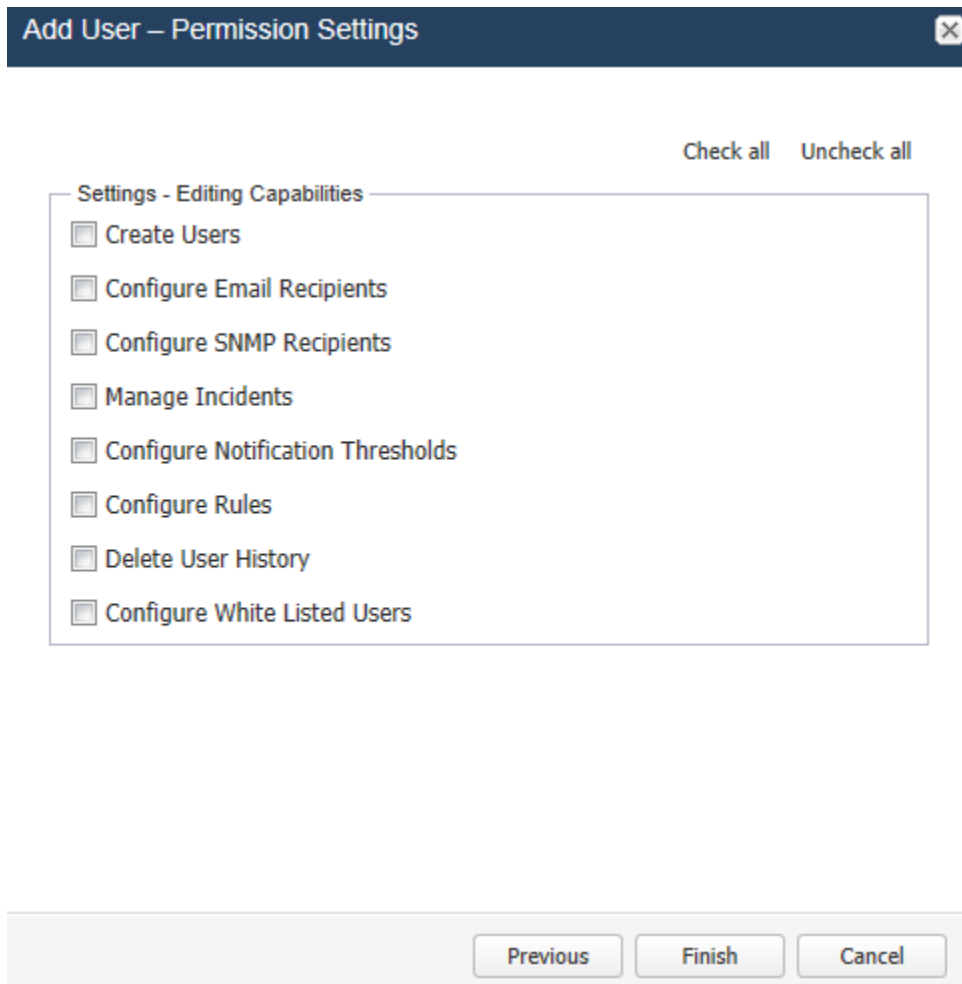 Add User – Permission Settings
Check all Uncheck all
Settings - Editing Capabilities
Create Users
Configure Email Recipients
Configure SNMP Recipients
Manage Incidents
Configure Notification Thresholds
Configure Rules
Delete User History
Configure White Listed Users
Previous Finish Cancel